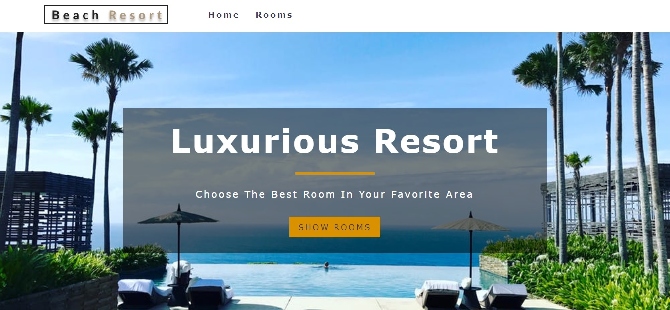 Beach Resort Home Rooms
Luxurious Resort
Choose The Best Room In Your Favorite Area
SHOW ROOMS